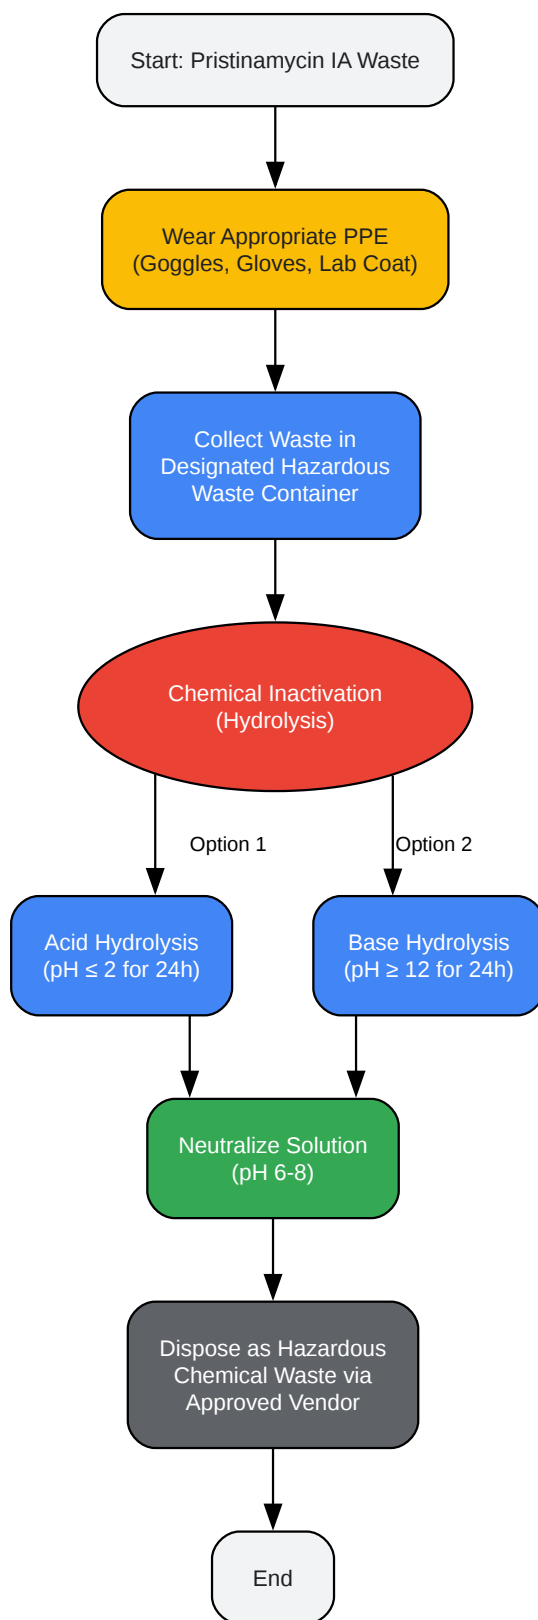 Start: Pristinamycin IA Waste
Wear Appropriate PPE
(Goggles, Gloves, Lab Coat)
Collect Waste in
Designated Hazardous
Waste Container
Chemical Inactivation
(Hydrolysis)
Option 1
Option 2
Acid Hydrolysis
(pH ≤ 2 for 24h)
Base Hydrolysis
(pH ≥ 12 for 24h)
Neutralize Solution
(pH 6-8)
Dispose as Hazardous
Chemical Waste via
Approved Vendor
End